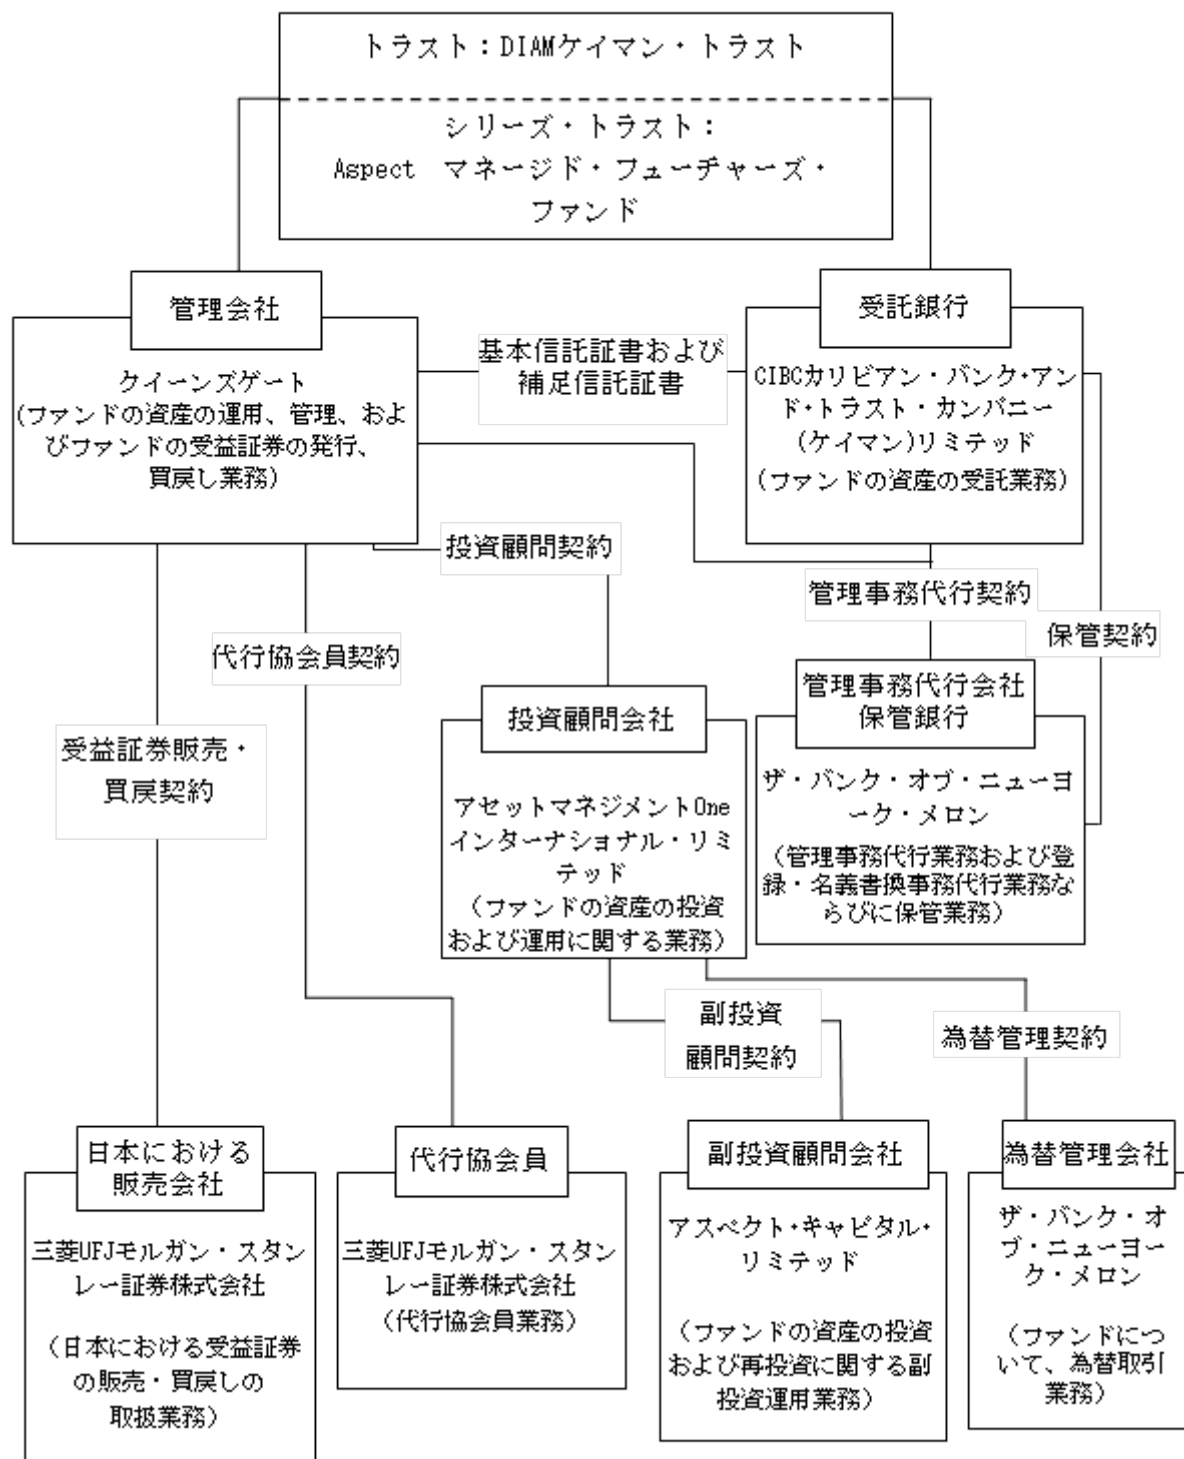 トラスト：DIAMケイマン・トラスト
シリーズ・トラスト：
Aspect　マネージド・フューチャーズ・
ファンド
管理会社
クイーンズゲート
(ファンドの資産の運用、管理、およ
びファンドの受益証券の発行、
買戻し業務)
基本信託証書および
補足信託証書
受託銀行
CIBCカリビアン・バンク・アン
ド・トラスト・カンパニー
(ケイマン)リミテッド
(ファンドの資産の受託業務)
投資顧問契約
管理事務代行契約
保管契約
代行協会員契約
受益証券販売・
買戻契約
投資顧問会社
アセットマネジメントOne
インターナショナル・リミ
テッド
（ファンドの資産の投資
および運用に関する業務）
管理事務代行会社
保管銀行
ザ・バンク・オブ・ニューヨ
ーク・メロン
（管理事務代行業務および登
録・名義書換事務代行業務な
らびに保管業務）
副投資
顧問契約
為替管理契約
日本における
販売会社
三菱UFJモルガン・スタン
レー証券株式会社
（日本における受益証券
の販売・買戻しの
取扱業務）
代行協会員
三菱UFJモルガン・スタン
レー証券株式会社
（代行協会員業務）
副投資顧問会社
アスペクト・キャピタル・
リミテッド
（ファンドの資産の投資
および再投資に関する副
投資運用業務）
為替管理会社
ザ・バンク・オ
ブ・ニューヨー
ク・メロン
（ファンドにつ
いて、為替取引
業務）